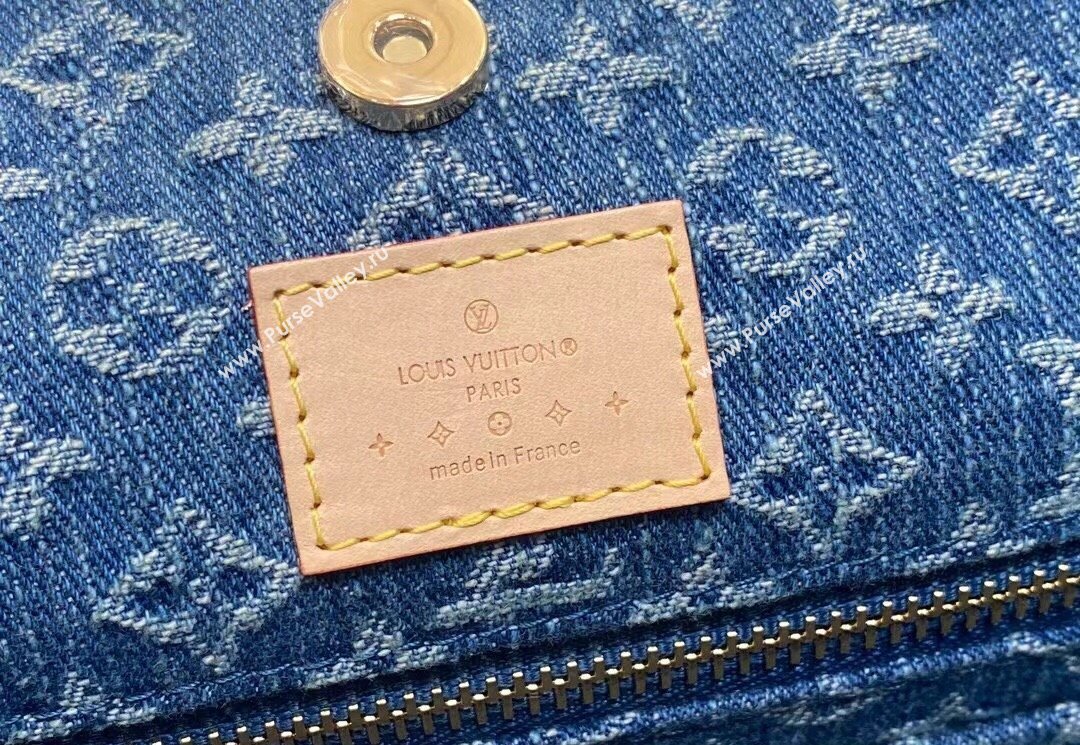 LV
LOUIS VUITTON®
PARIS
made in France
www.PurseValley.ru
www.PurseValley.ru